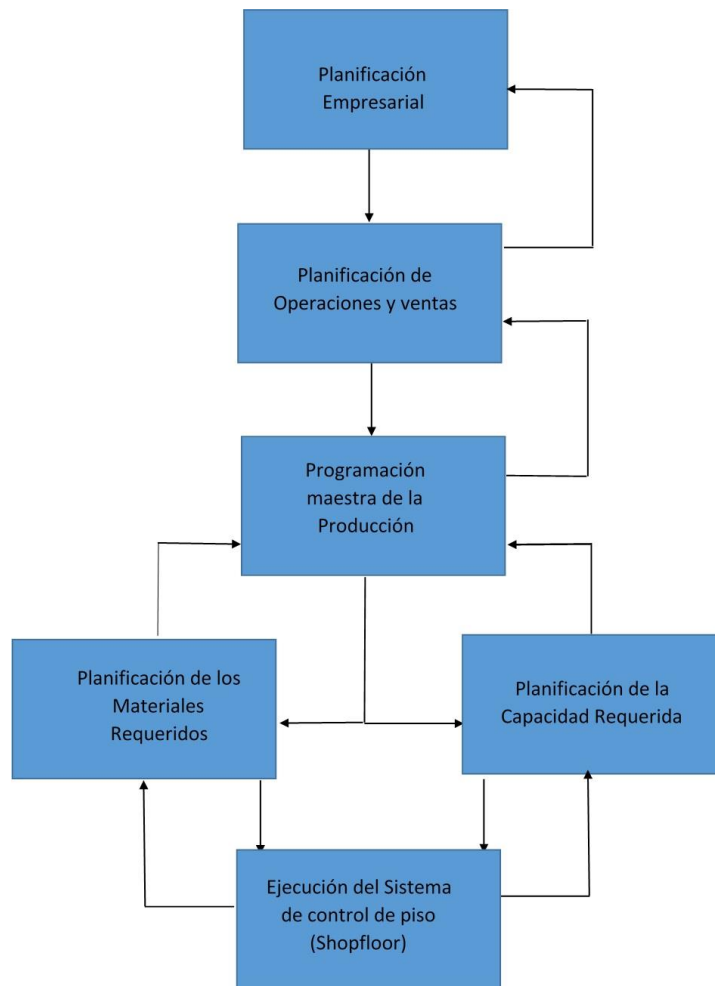 Planificación
Empresarial
Planificación de
Operaciones y ventas
Programación
maestra de la
Producción
Planificación de los
Materiales
Requeridos
Planificación de la
Capacidad Requerida
Ejecución del Sistema
de control de piso
(Shopfloor)